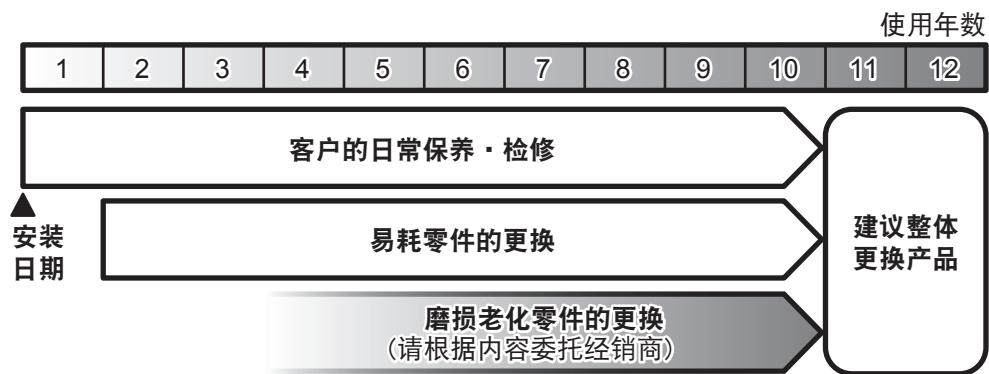 使用年数
1 2 3 4 5 6 7 8 9 10 11 12
客户的日常保养・检修
安装
日期
易耗零件的更换
建议整体
更换产品
磨损老化零件的更换
(请根据内容委托经销商)